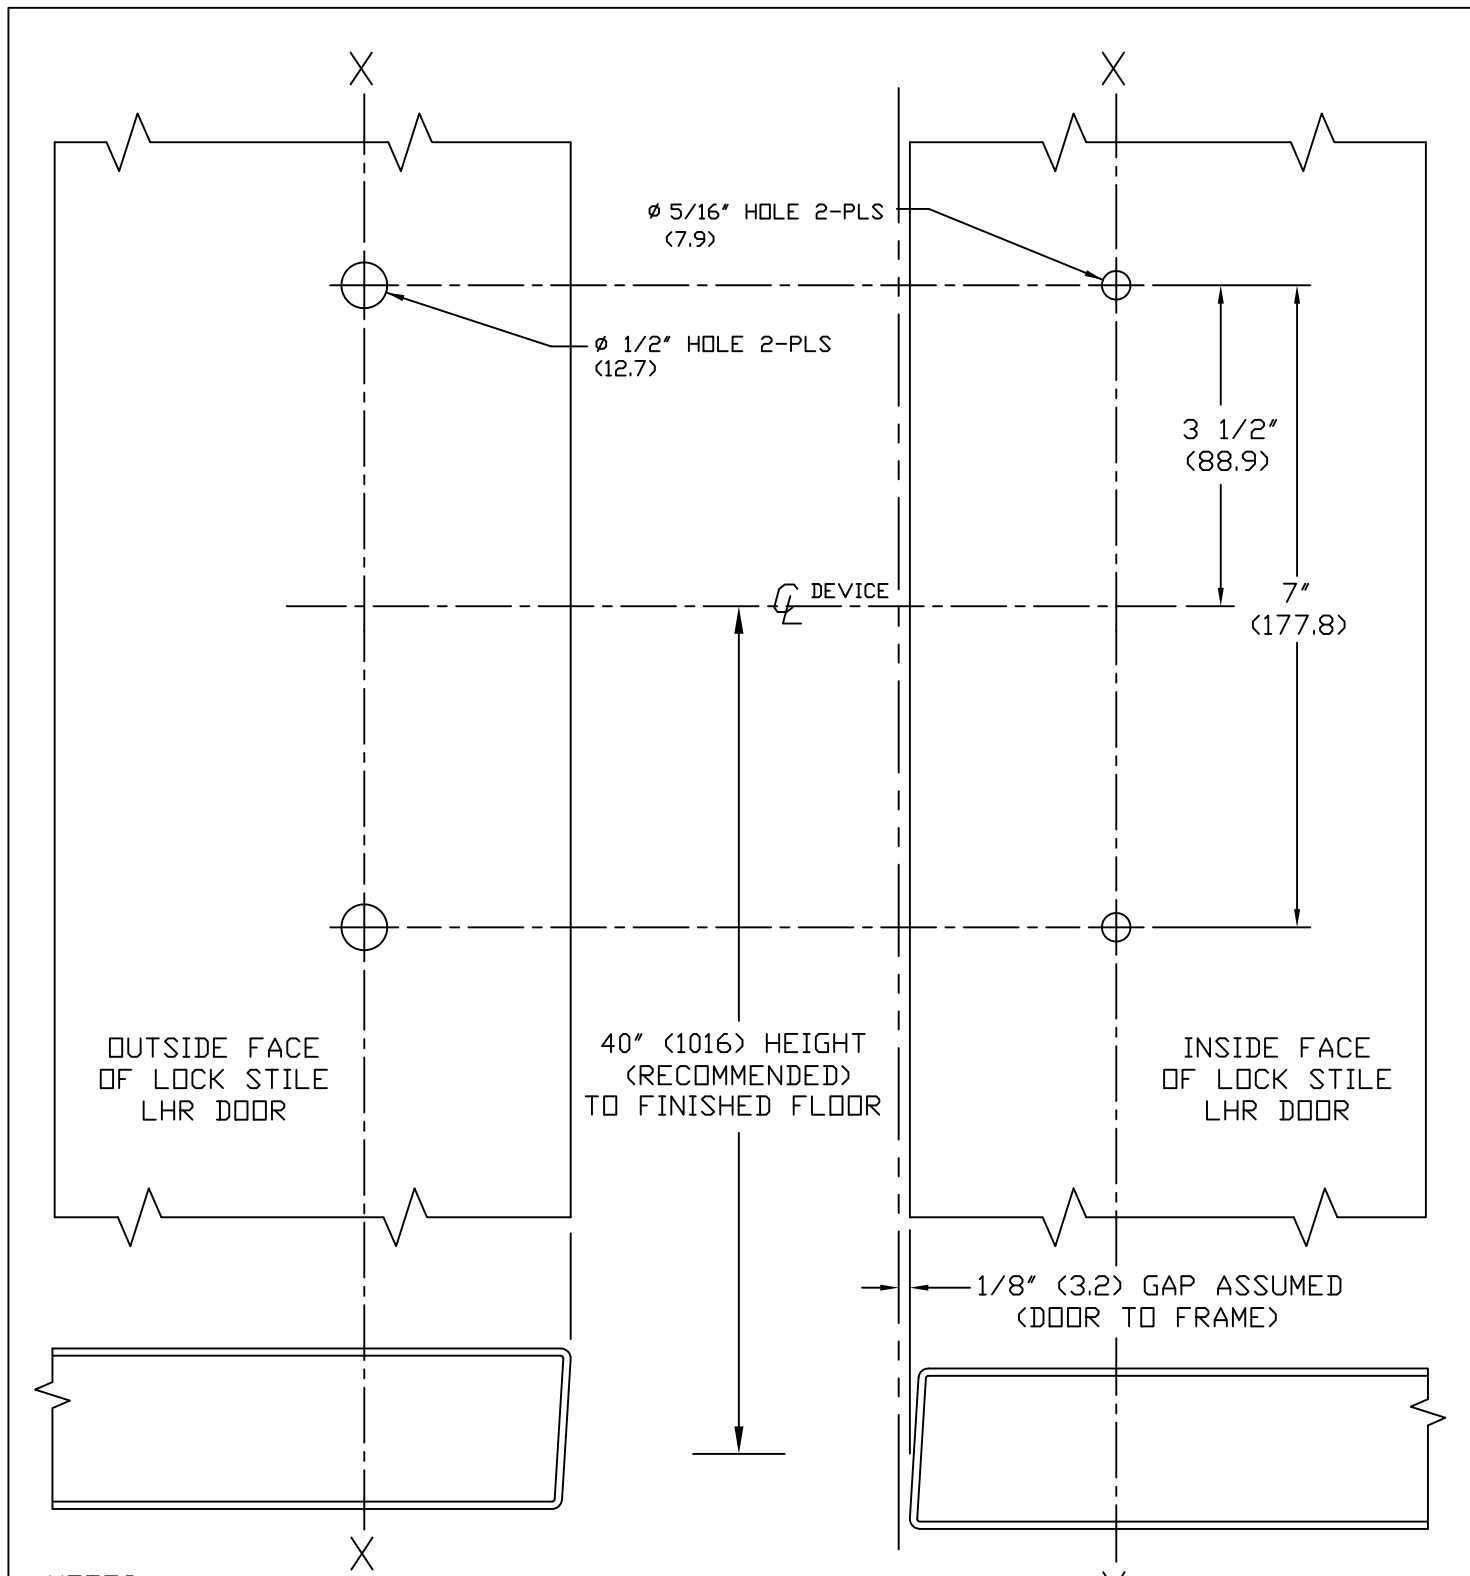 X
X
Ø 5/16" HOLE 2-PLS
(7.9)
Ø 1/2" HOLE 2-PLS
(12.7)
3 1/2"
(88.9)
CL DEVICE
7"
(177.8)
OUTSIDE FACE
OF LOCK STILE
LHR DOOR
40" (1016) HEIGHT
(RECOMMENDED)
TO FINISHED FLOOR
INSIDE FACE
OF LOCK STILE
LHR DOOR
1/8" (3.2) GAP ASSUMED
(DOOR TO FRAME)
X